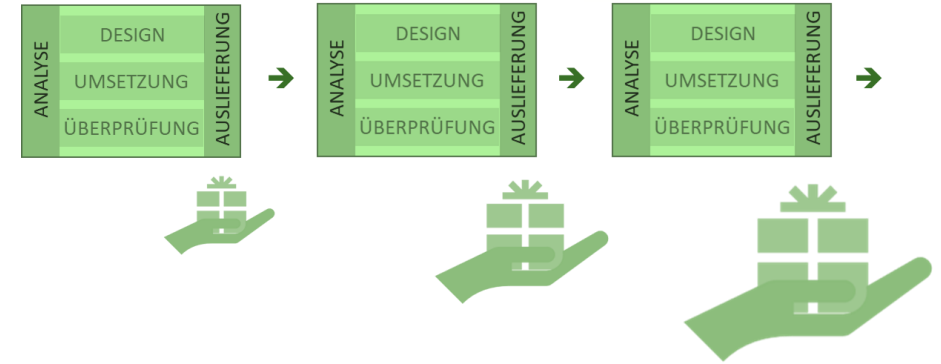 ANALYSE
DESIGN
UMSETZUNG
ÜBERPRÜFUNG
AUSLIEFERUNG
ANALYSE
DESIGN
UMSETZUNG
ÜBERPRÜFUNG
AUSLIEFERUNG
ANALYSE
DESIGN
UMSETZUNG
ÜBERPRÜFUNG
AUSLIEFERUNG